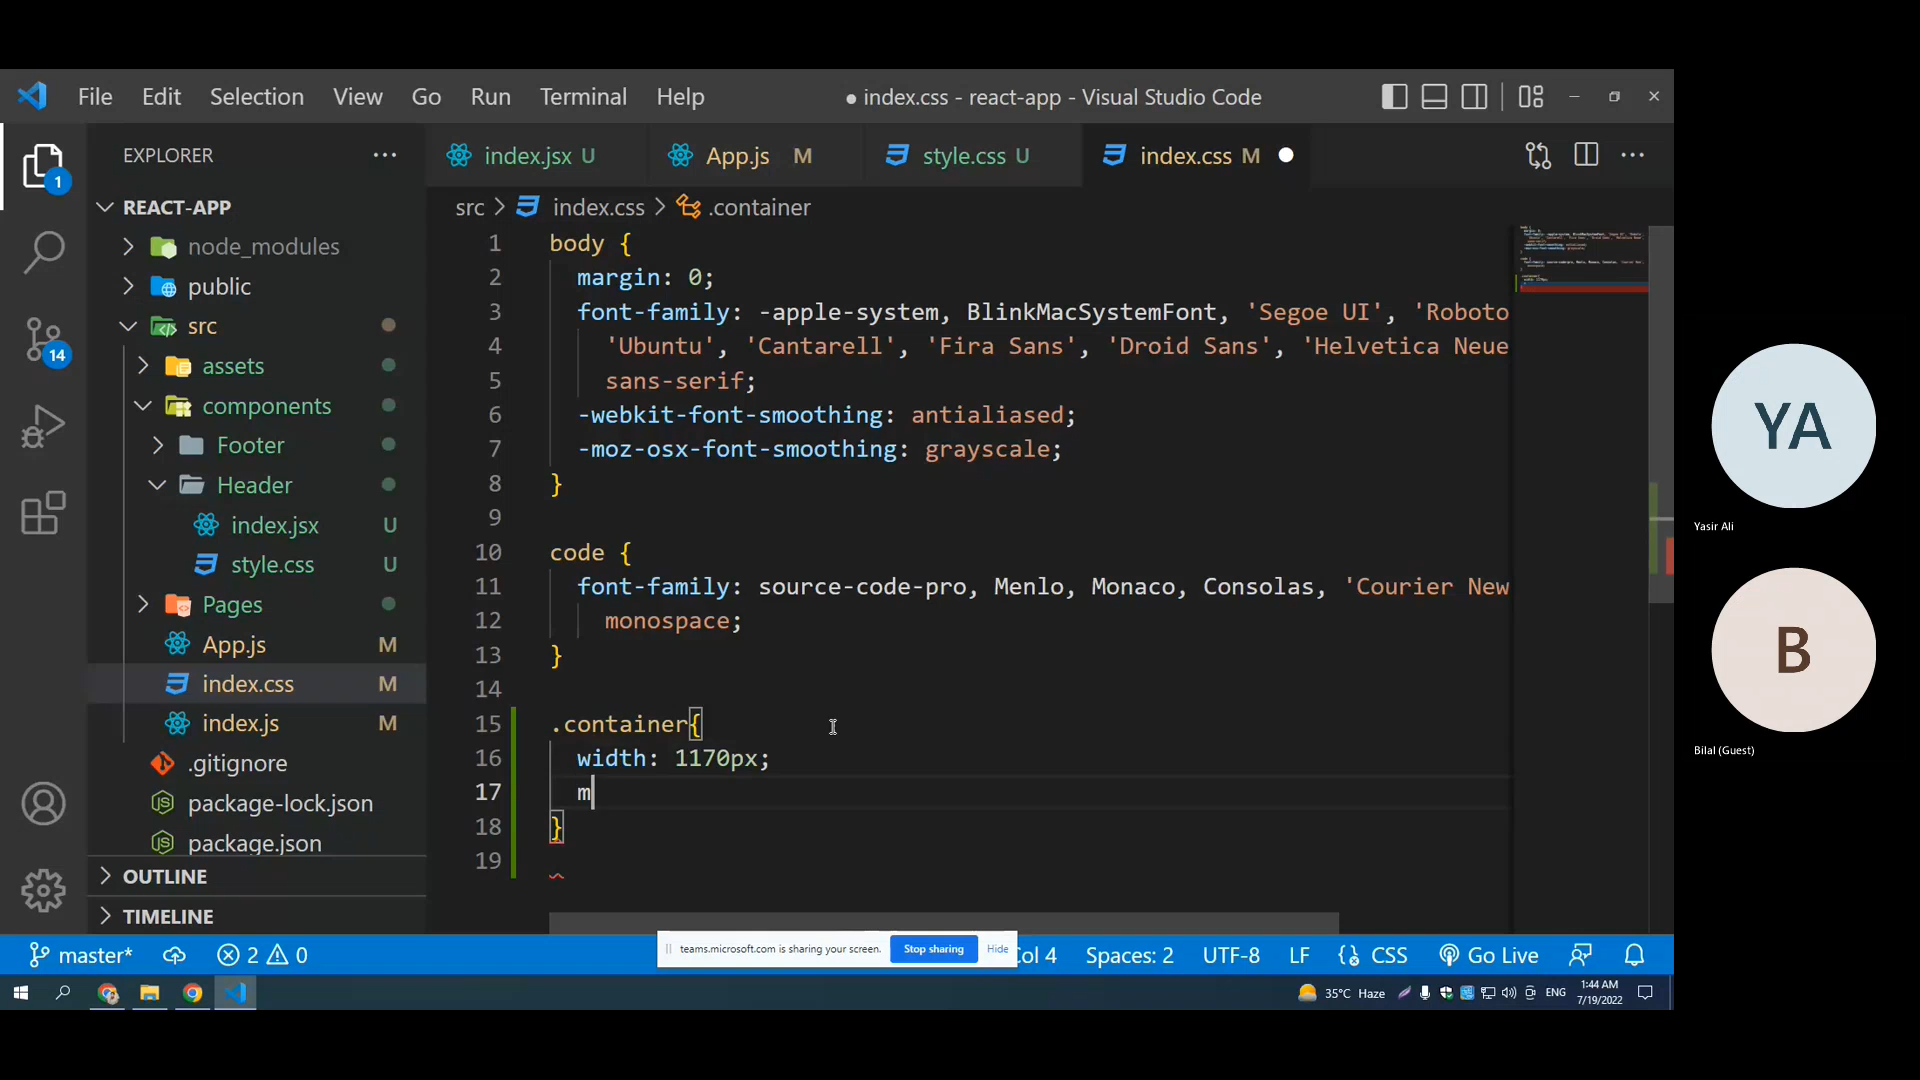 File Edit Selection View Go Run Terminal Help ● index.css - react-app - Visual Studio Code
EXPLORER ···
index.jsx U App.js M style.css U index.css M ●
REACT-APP
src > index.css > .container
node_modules
public
src
assets
components
Footer
Header
index.jsx U
style.css U
Pages
App.js M
index.css M
index.js M
.gitignore
package-lock.json
package.json
OUTLINE
TIMELINE
1
14
1 body {
2 margin: 0;
3 font-family: -apple-system, BlinkMacSystemFont, 'Segoe UI', 'Roboto
4 'Ubuntu', 'Cantarell', 'Fira Sans', 'Droid Sans', 'Helvetica Neue
5 sans-serif;
6 -webkit-font-smoothing: antialiased;
7 -moz-osx-font-smoothing: grayscale;
8 }
9
10 code {
11 font-family: source-code-pro, Menlo, Monaco, Consolas, 'Courier New
12 monospace;
13 }
14
15 .container{
16 width: 1170px;
17 m
18 }
19
master* 2 0 Col 4 Spaces: 2 UTF-8 LF CSS Go Live
teams.microsoft.com is sharing your screen. Stop sharing Hide
35°C Haze ENG 1:44 AM
7/19/2022
YA
Yasir Ali
B
Bilal (Guest)